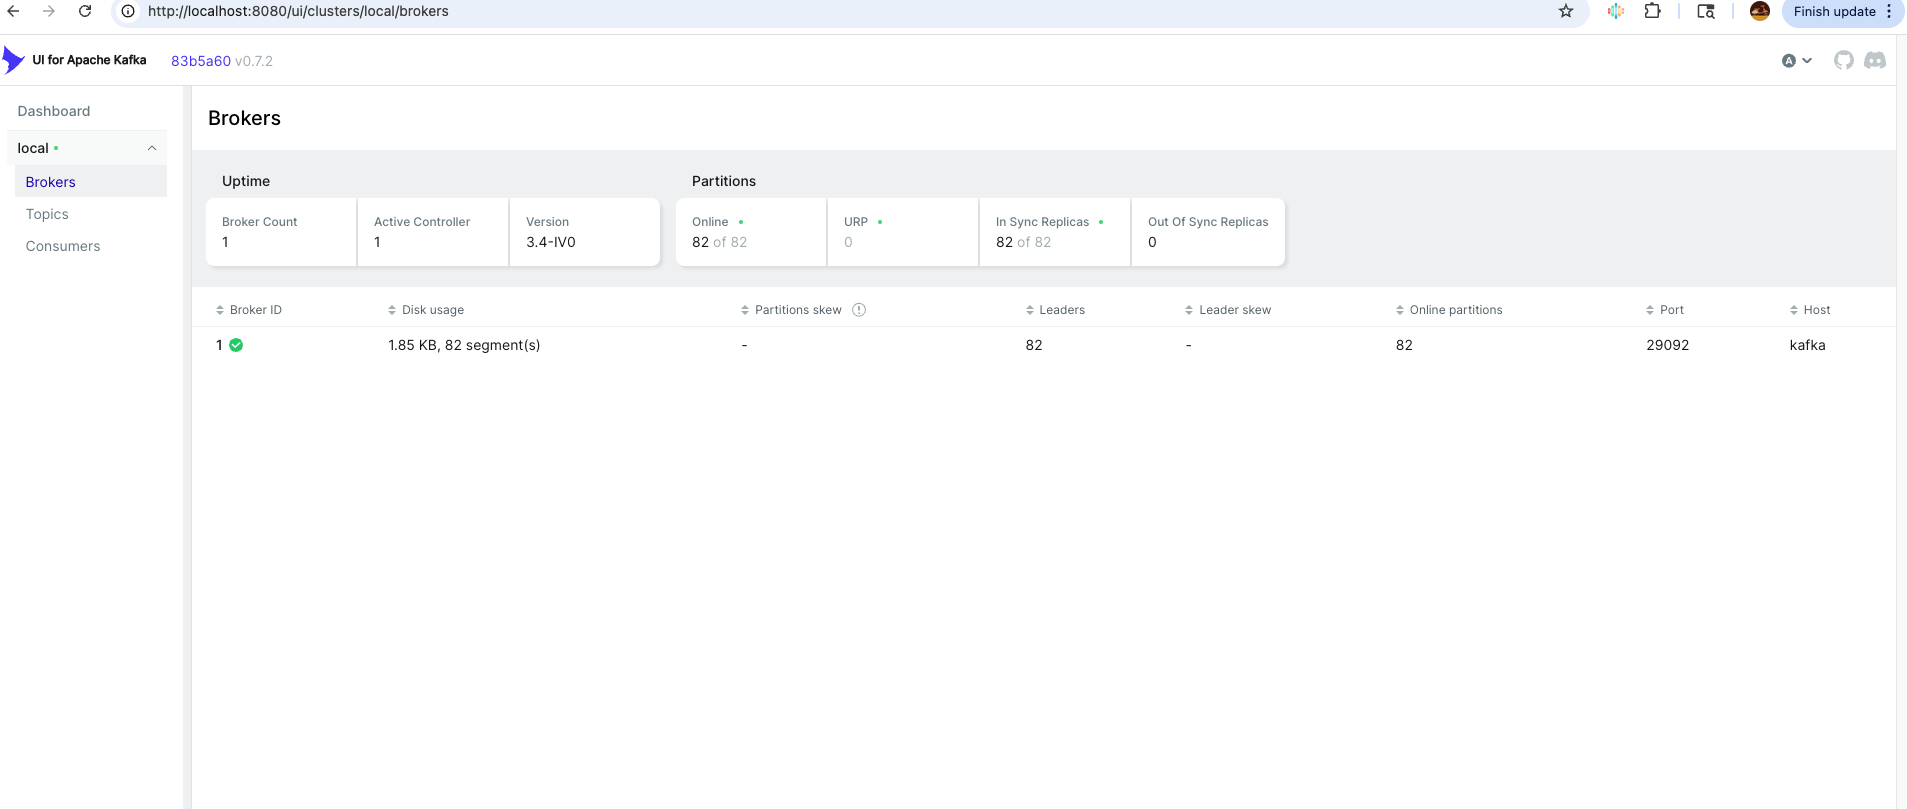 http://localhost:8080/ui/clusters/local/brokers
Finish update
UI for Apache Kafka 83b5a60 v0.7.2
A
Dashboard
local
Brokers
Topics
Consumers
Brokers
Uptime
Broker Count
1
Active Controller
1
Version
3.4-IV0
Partitions
Online
82 of 82
URP
0
In Sync Replicas
82 of 82
Out Of Sync Replicas
0
Broker ID Disk usage Partitions skew Leaders Leader skew Online partitions Port Host
1 1.85 KB, 82 segment(s) - 82 - 82 29092 kafka